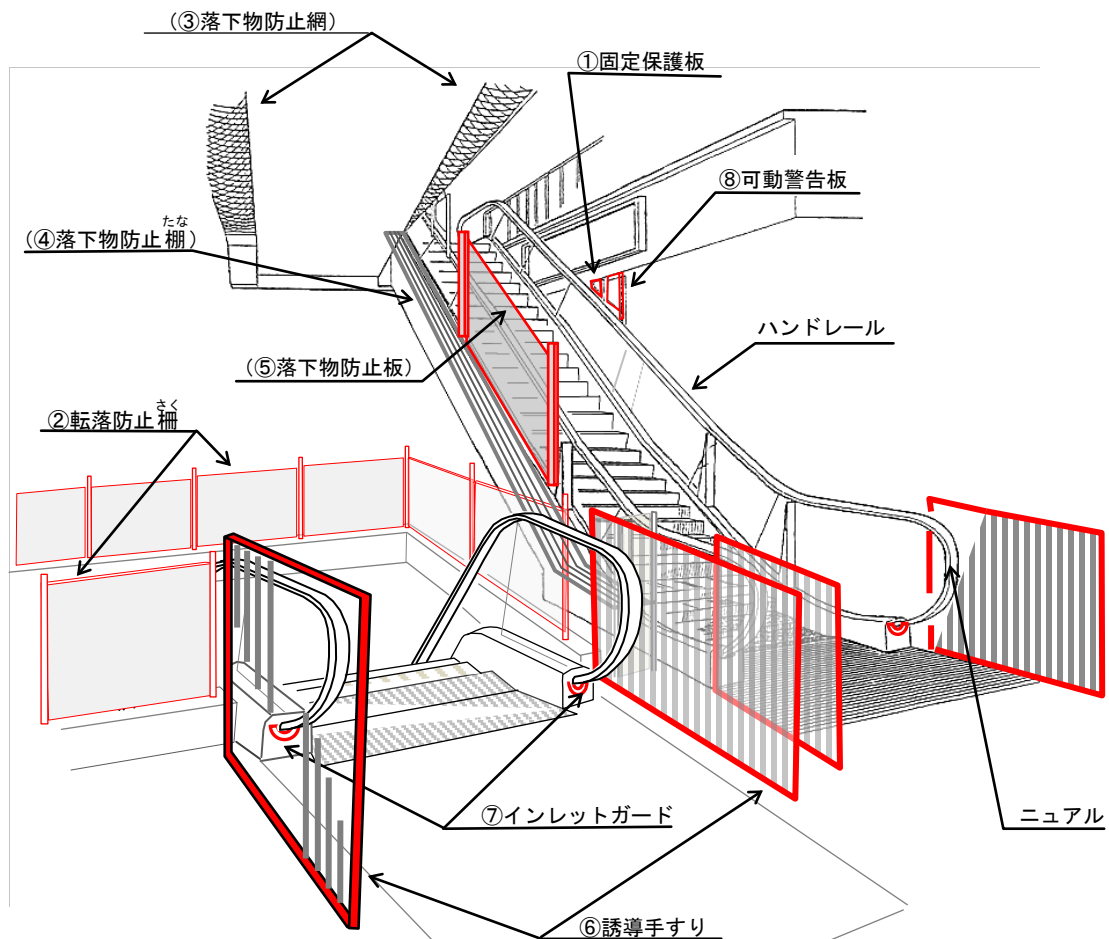 （③落下物防止網）
①固定保護板
⑧可動警告板
たな
（④落下物防止棚）
ハンドレール
（⑤落下物防止板）
さく
②転落防止柵
⑦インレットガード
ニュアル
⑥誘導手すり